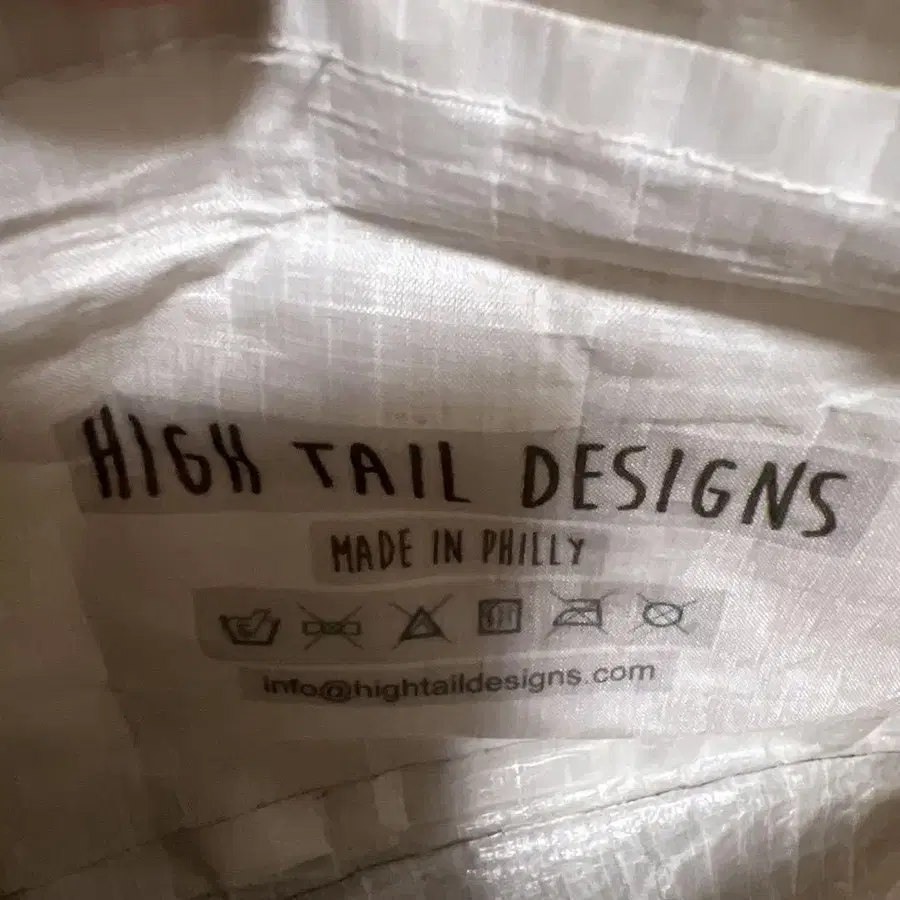 HIGH TAIL DESIGNS
MADE IN PHILLY
info@hightaildesigns.com